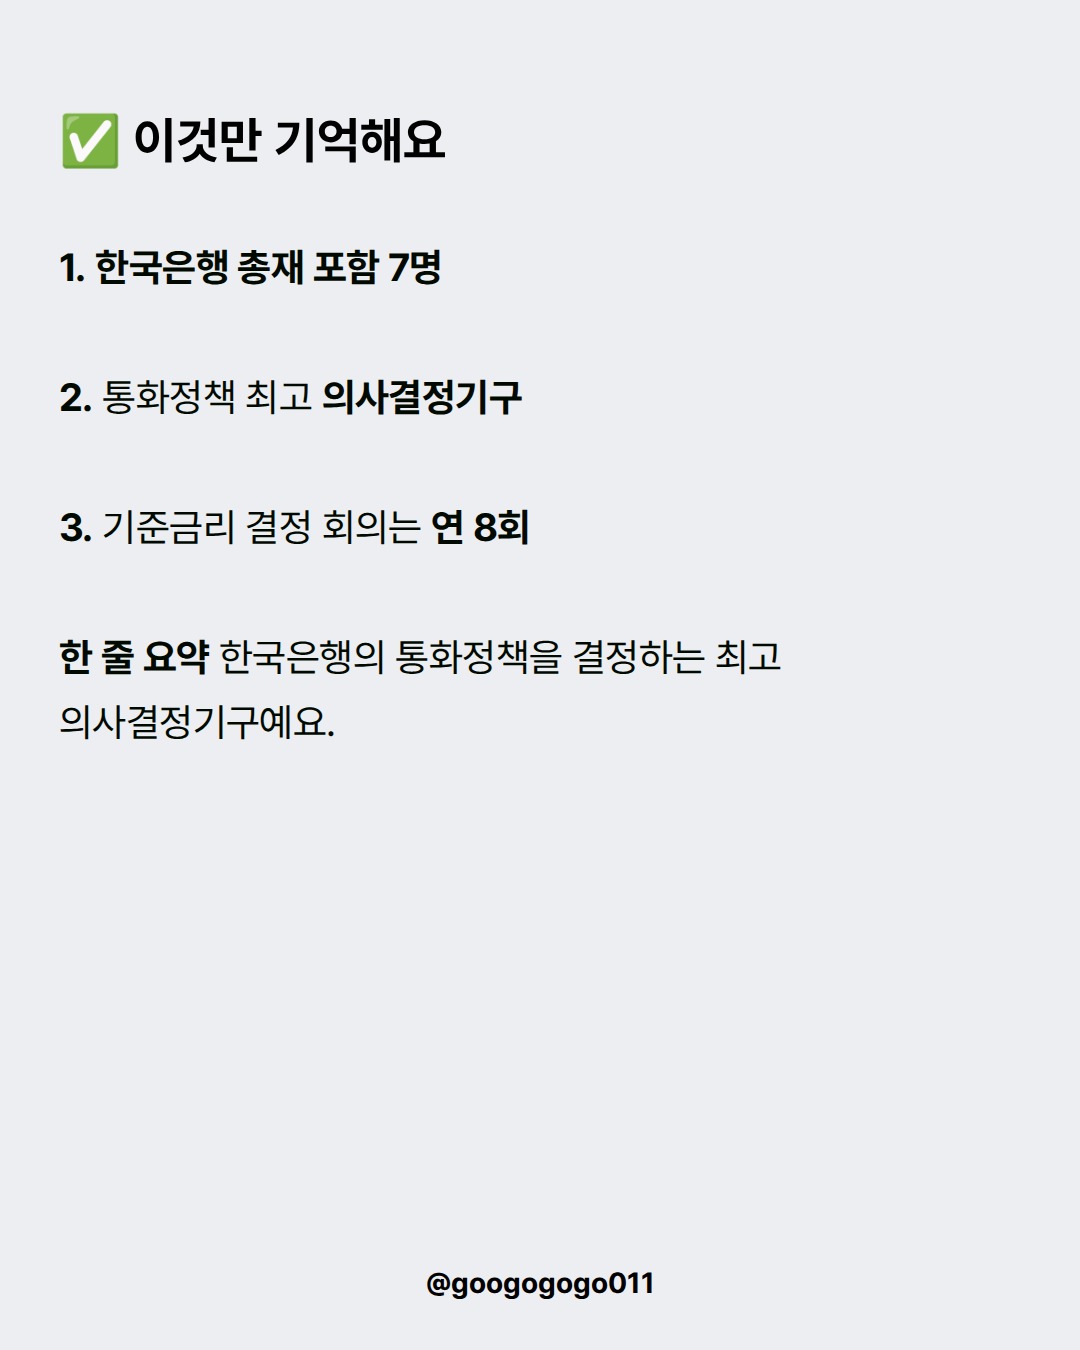 ✅ 이것만 기억해요
1. 한국은행 총재 포함 7명
2. 통화정책 최고 의사결정기구
3. 기준금리 결정 회의는 연 8회
한 줄 요약 한국은행의 통화정책을 결정하는 최고
의사결정기구예요.
@googogogo011